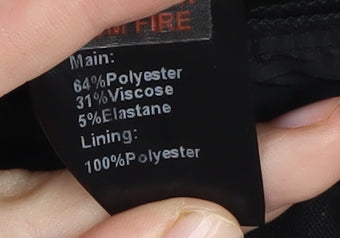 FIRE
Main:
64%Polyester
31%Viscose
5%Elastane
Lining:
100%Polyester